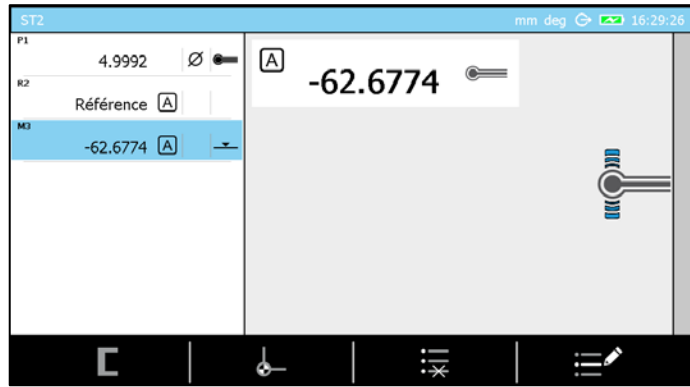 ST2
mm deg 16:29:26
P1
4.9992 Ø
R2
Référence A
M3
-62.6774 A
A
-62.6774